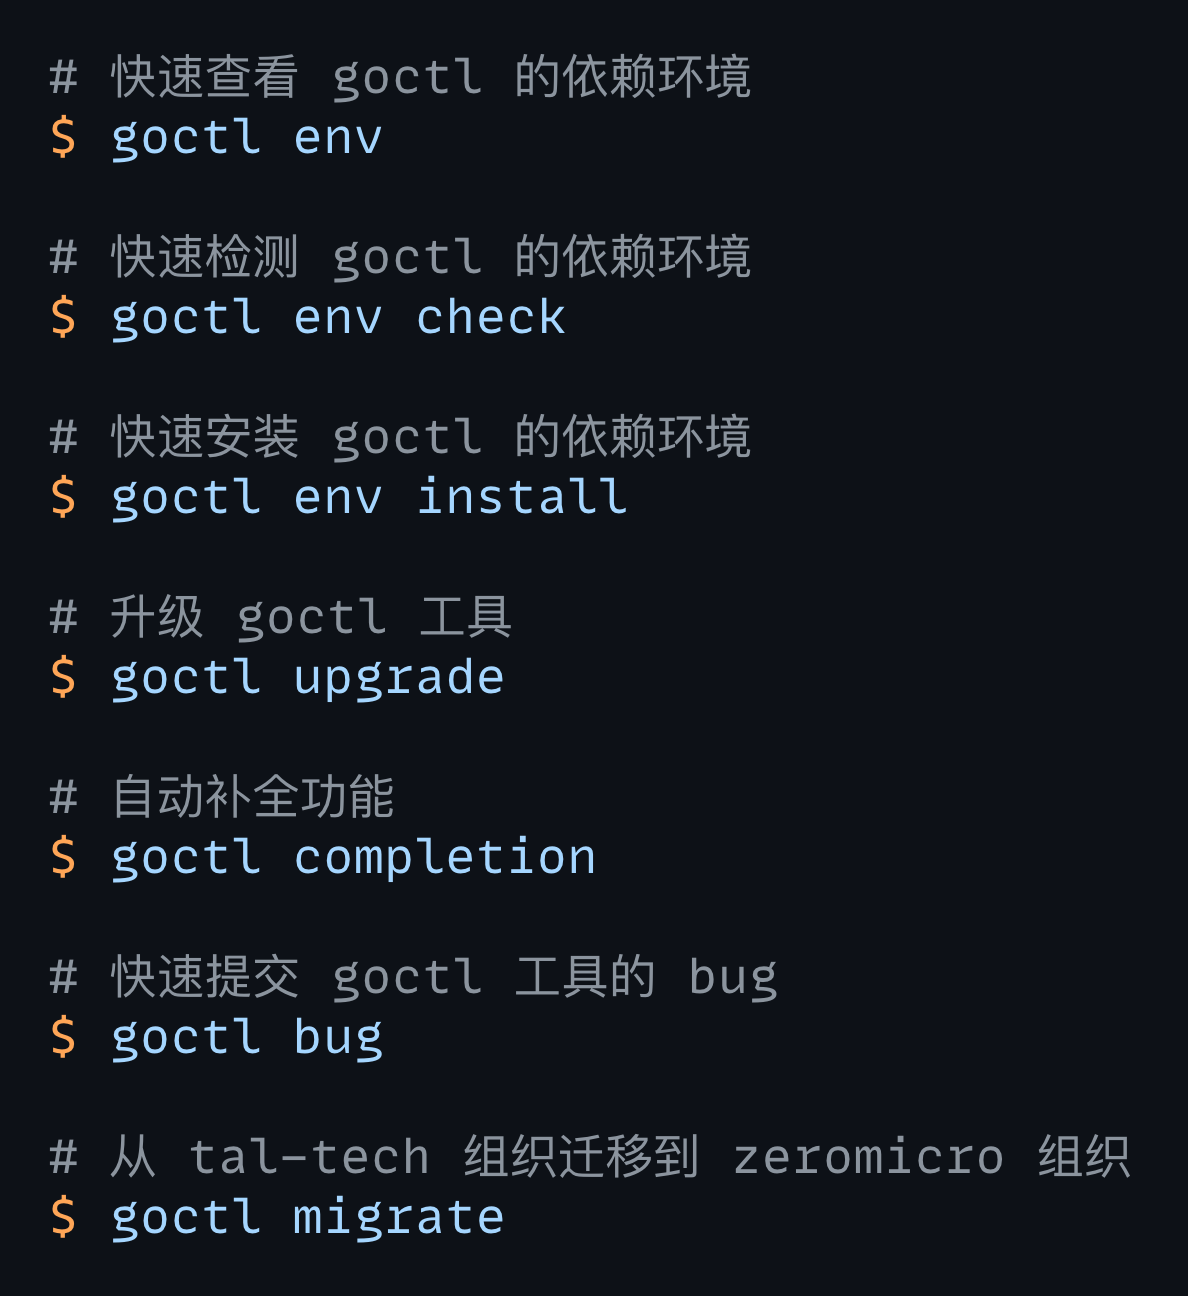 # 快速查看 goctl 的依赖环境
$ goctl env
# 快速检测 goctl 的依赖环境
$ goctl env check
# 快速安装 goctl 的依赖环境
$ goctl env install
# 升级 goctl 工具
$ goctl upgrade
# 自动补全功能
$ goctl completion
# 快速提交 goctl 工具的 bug
$ goctl bug
# 从 tal-tech 组织迁移到 zeromicro 组织
$ goctl migrate